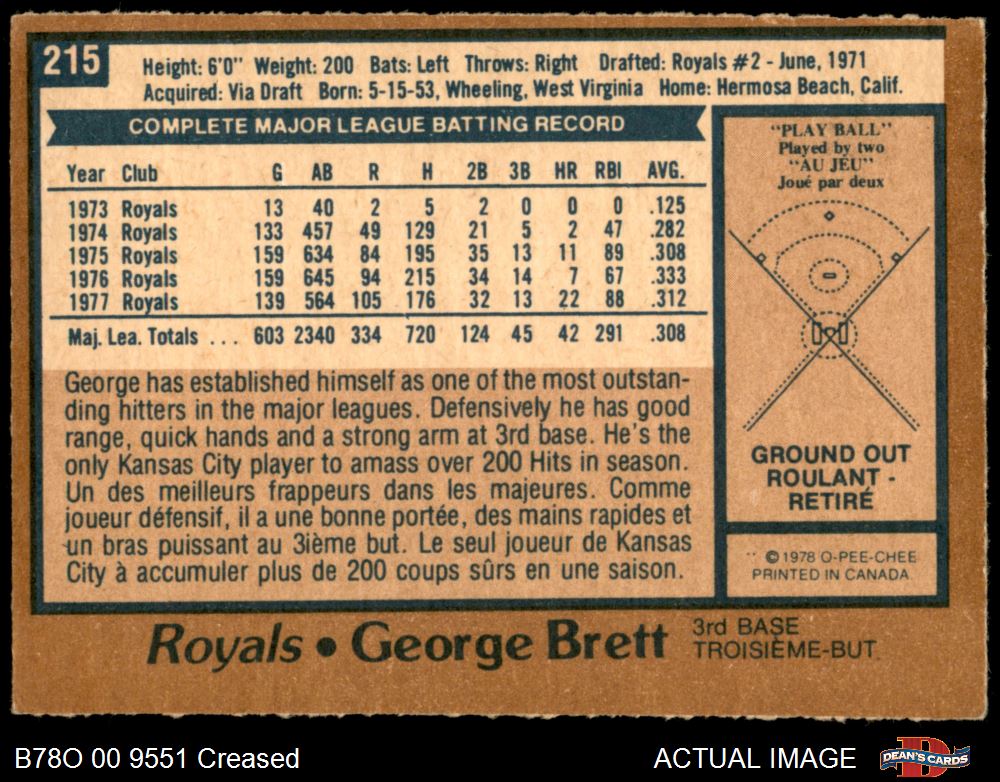 215
Height: 6'0" Weight: 200 Bats: Left Throws: Right Drafted: Royals #2 - June, 1971
Acquired: Via Draft Born: 5-15-53, Wheeling, West Virginia Home: Hermosa Beach, Calif.
COMPLETE MAJOR LEAGUE BATTING RECORD
Year Club G AB R H 2B 3B HR RBI AVG.
1973 Royals 13 40 2 5 2 0 0 0 .125
1974 Royals 133 457 49 129 21 5 2 47 .282
1975 Royals 159 634 84 195 35 13 11 89 .308
1976 Royals 159 645 94 215 34 14 7 67 .333
1977 Royals 139 564 105 176 32 13 22 88 .312
Maj. Lea. Totals ... 603 2340 334 720 124 45 42 291 .308
George has established himself as one of the most outstan-
ding hitters in the major leagues. Defensively he has good
range, quick hands and a strong arm at 3rd base. He's the
only Kansas City player to amass over 200 Hits in season.
Un des meilleurs frappeurs dans les majeures. Comme
joueur défensif, il a une bonne portée, des mains rapides et
un bras puissant au 3ième but. Le seul joueur de Kansas
City à accumuler plus de 200 coups sûrs en une saison.
"PLAY BALL"
Played by two
"AU JEU"
Joué par deux
GROUND OUT
ROULANT -
RETIRÉ
© 1978 O-PEE-CHEE
PRINTED IN CANADA.
Royals • George Brett
3rd BASE
TROISIÈME-BUT
B78O 00 9551 Creased
ACTUAL IMAGE
DEAN'S CARDS